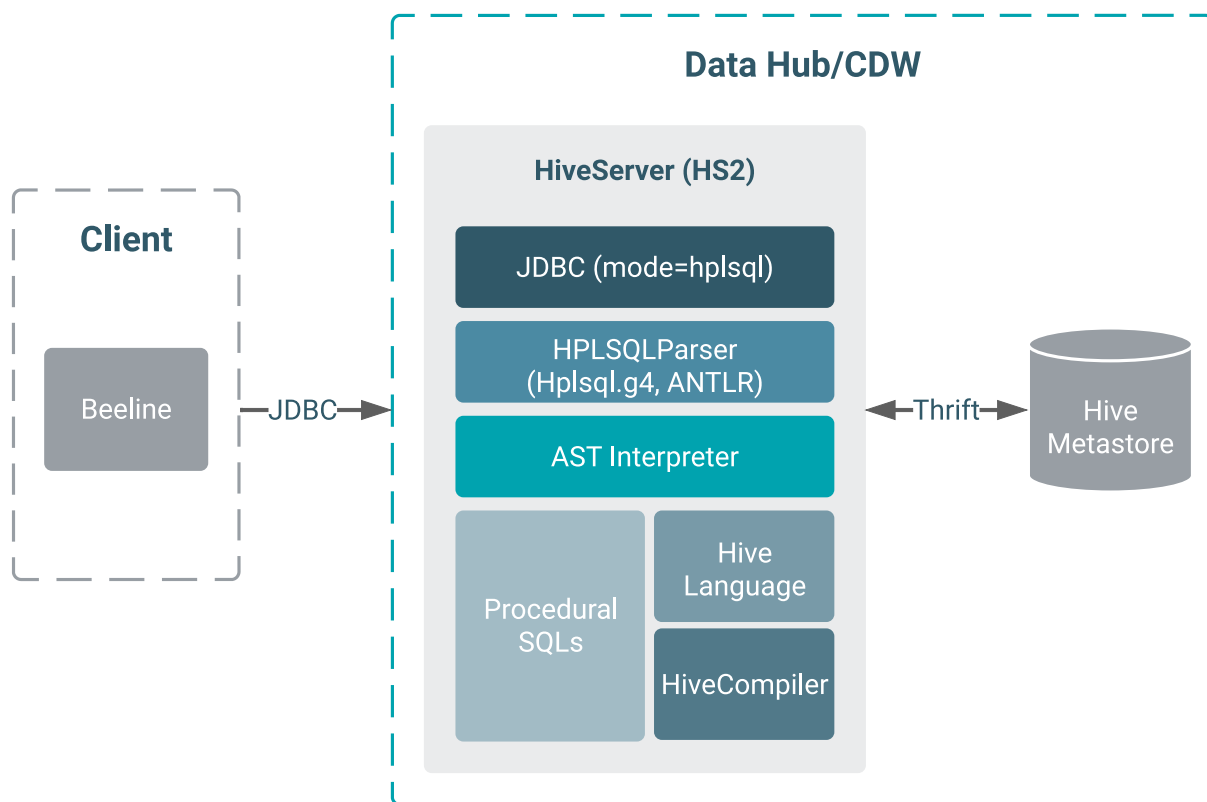 Data Hub/CDW
HiveServer (HS2)
Client
JDBC (mode=hplsql)
HPLSQLParser
(Hplsql.g4, ANTLR)
Beeline
JDBC
Thrift
Hive
Metastore
AST Interpreter
Procedural
SQLs
Hive
Language
HiveCompiler